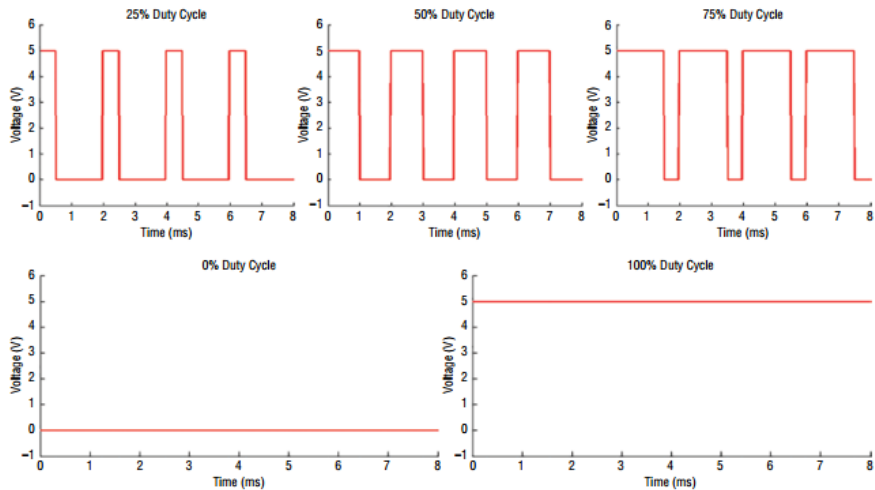 25% Duty Cycle
6
5
4
3
2
1
0
−1
Voltage (V)
0 1 2 3 4 5 6 7 8
Time (ms)
50% Duty Cycle
6
5
4
3
2
1
0
−1
Voltage (V)
0 1 2 3 4 5 6 7 8
Time (ms)
75% Duty Cycle
6
5
4
3
2
1
0
−1
Voltage (V)
0 1 2 3 4 5 6 7 8
Time (ms)
0% Duty Cycle
6
5
4
3
2
1
0
−1
Voltage (V)
0 1 2 3 4 5 6 7 8
Time (ms)
100% Duty Cycle
6
5
4
3
2
1
0
−1
Voltage (V)
0 1 2 3 4 5 6 7 8
Time (ms)